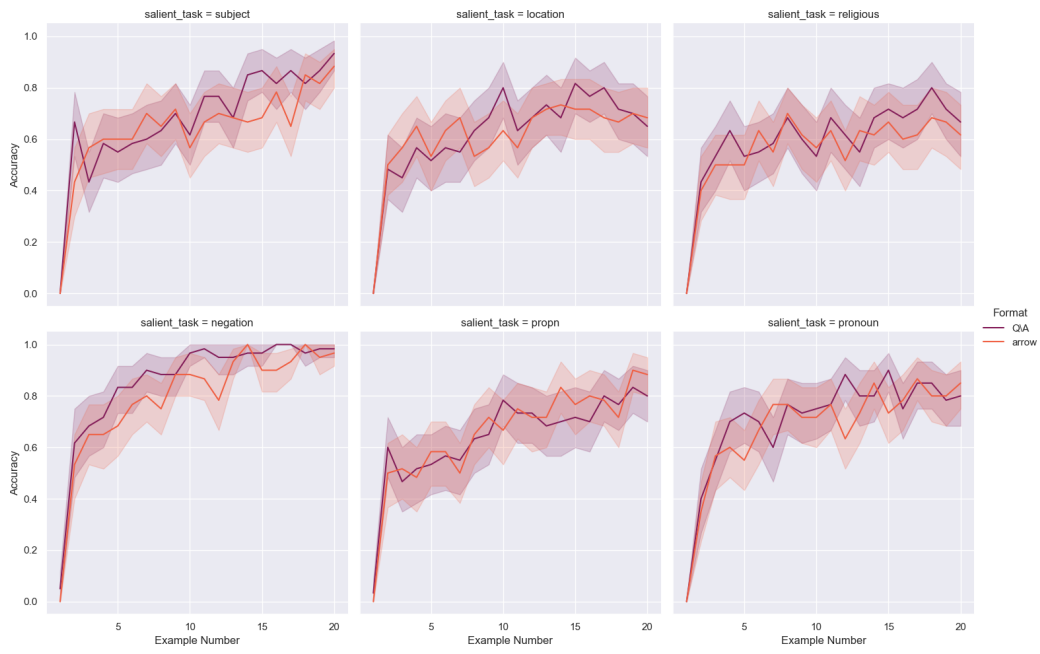 salient_task = subject
salient_task = location
salient_task = religious
1.0
0.8
0.6
0.4
0.2
0.0
Accuracy
salient_task = negation
salient_task = propn
salient_task = pronoun
1.0
0.8
0.6
0.4
0.2
0.0
Accuracy
5 10 15 20
5 10 15 20
5 10 15 20
Example Number
Example Number
Example Number
Format
Q\A
arrow